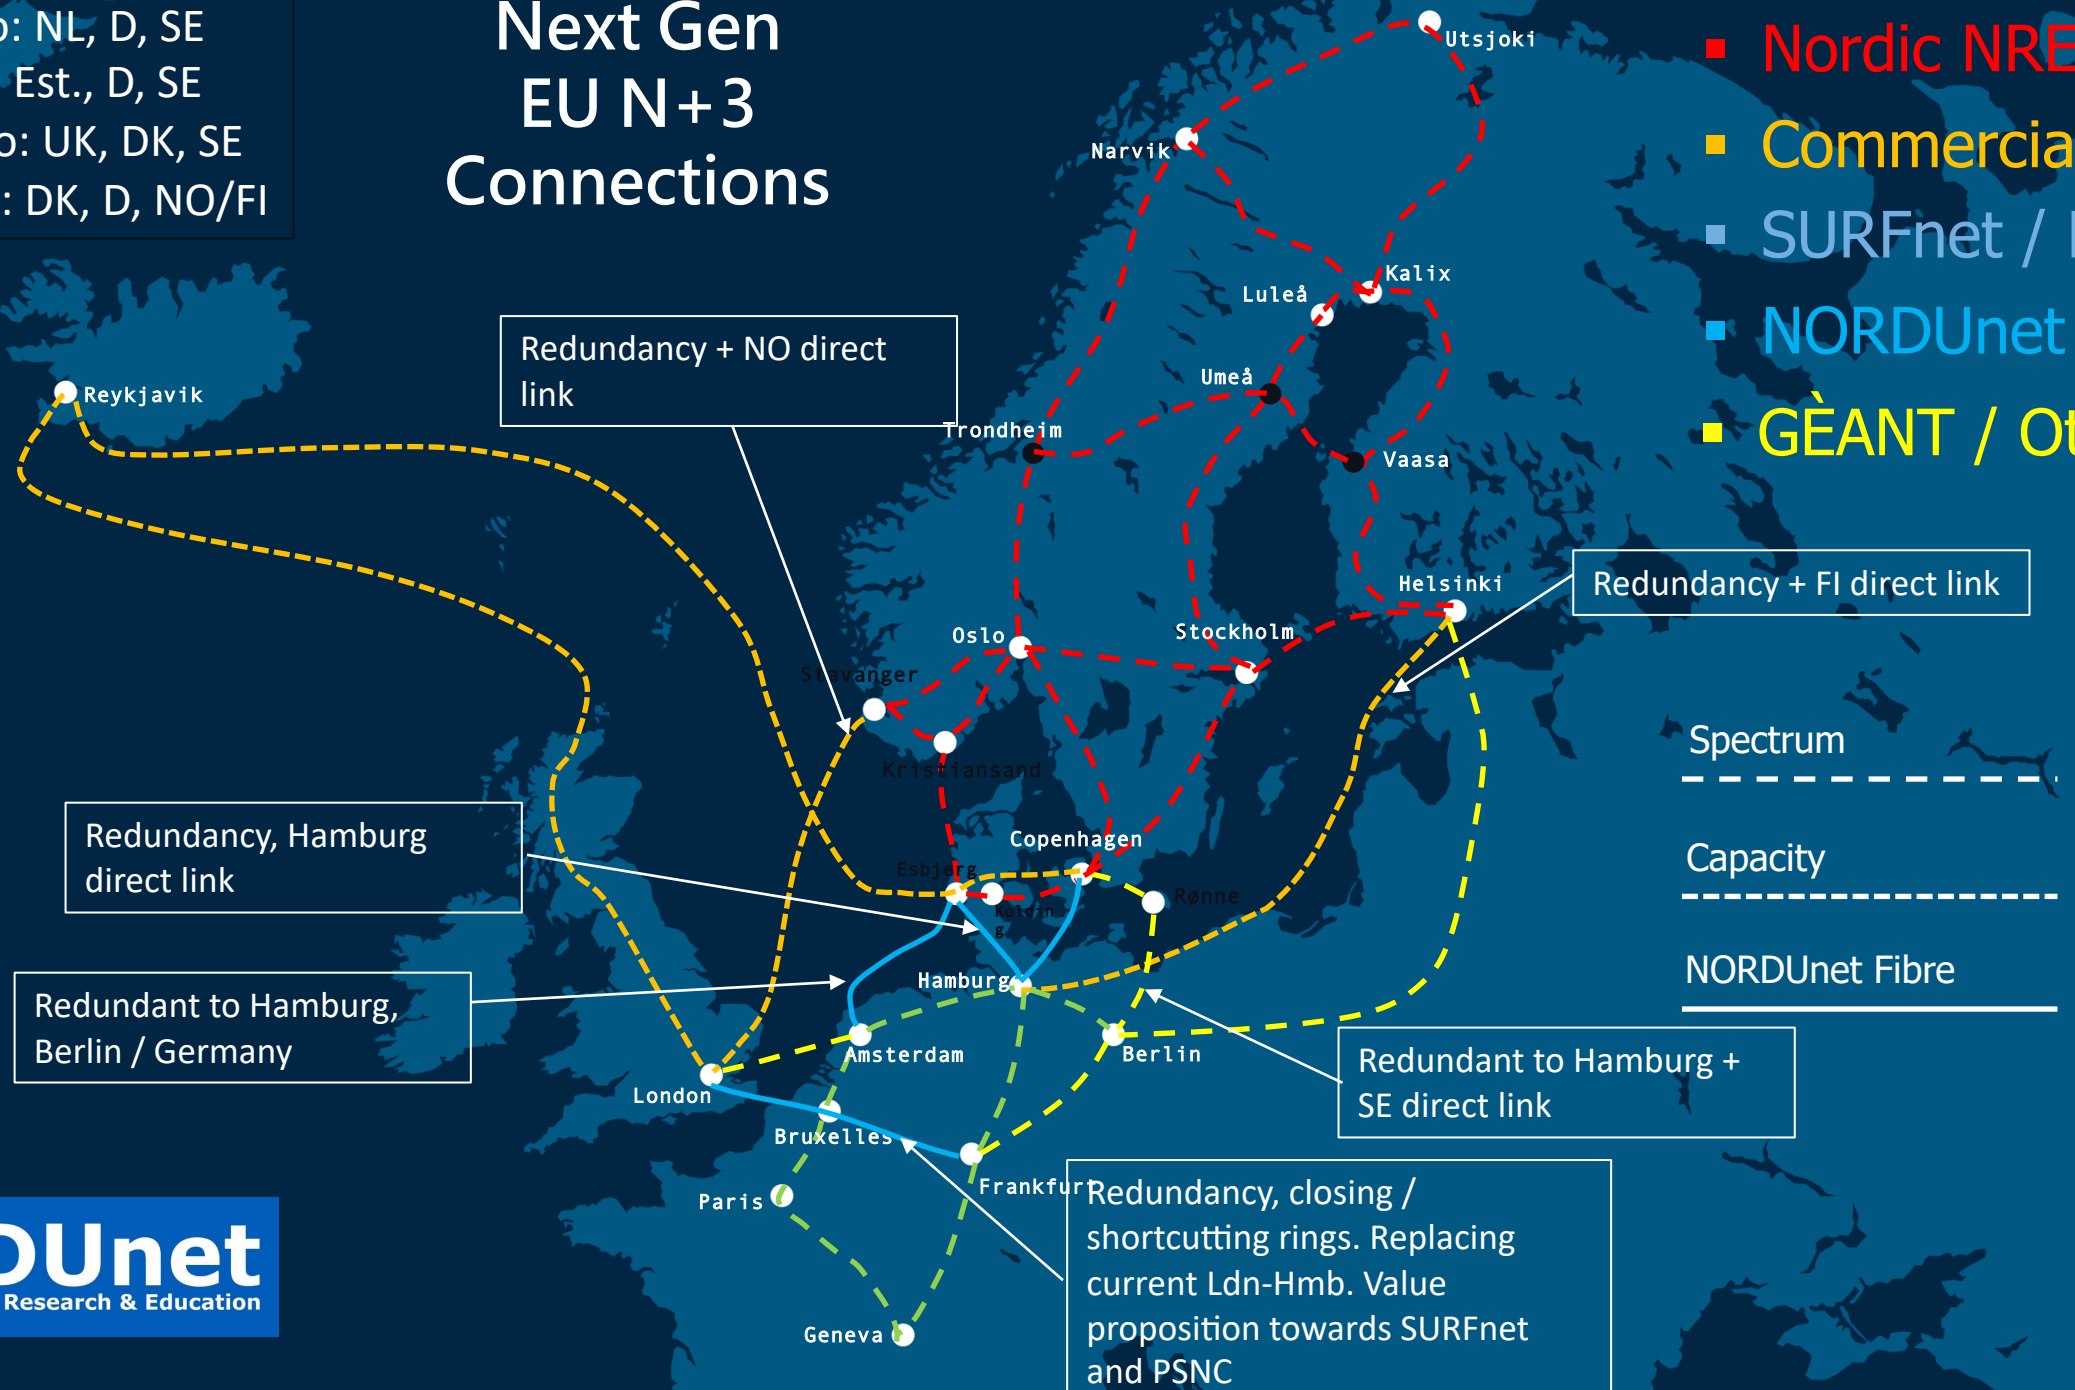 : NL, D, SE
Est., D, SE
o: UK, DK, SE
: DK, D, NO/FI
Next Gen
EU N+3
Connections
Nordic NRE
Commercia
SURFnet /
NORDUnet
GÈANT / Ot
Utsjoki
Narvik
Kalix
Luleå
Umeå
Reykjavik
Trondheim
Vaasa
Redundancy + NO direct
link
Helsinki
Redundancy + FI direct link
Oslo
Stockholm
Stavanger
Kristiansand
Spectrum
Capacity
NORDUnet Fibre
Redundancy, Hamburg
direct link
Copenhagen
Esbjerg
Koldin
g
Rønne
Hamburg
Redundant to Hamburg,
Berlin / Germany
Amsterdam
Berlin
London
Bruxelles
Redundant to Hamburg +
SE direct link
Paris
Frankfurt
Geneva
Redundancy, closing /
shortcutting rings. Replacing
current Ldn-Hmb. Value
proposition towards SURFnet
and PSNC
DUnet
Research & Education